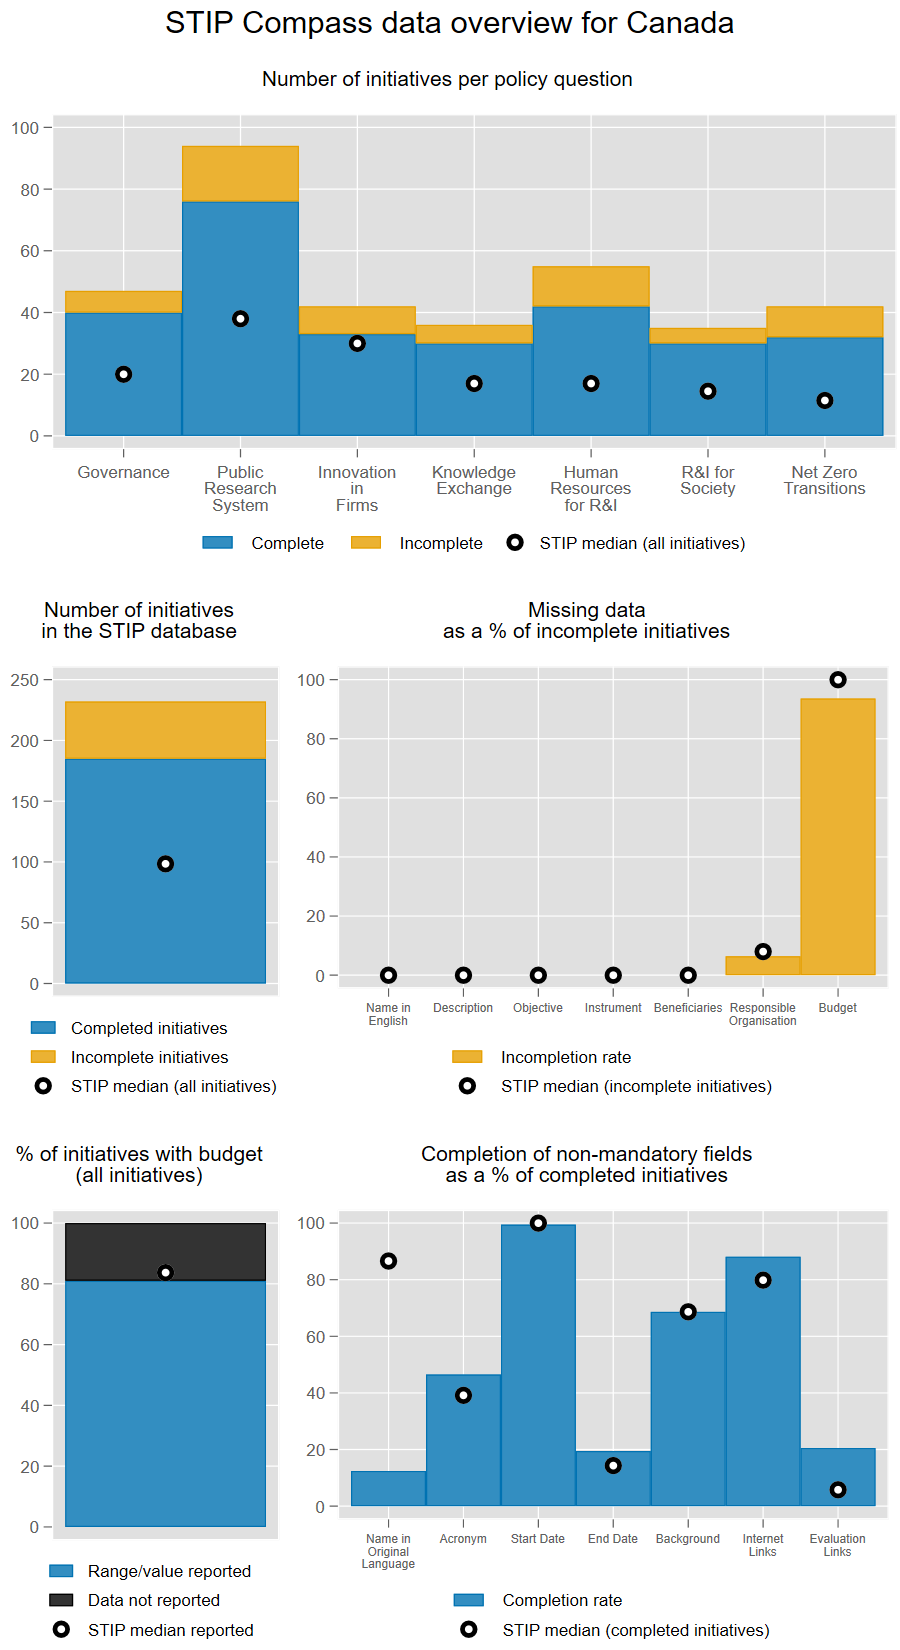 STIP Compass data overview for Canada
Number of initiatives per policy question
100
80
60
40
20
0
Governance
Public
Research
System
Innovation
in
Firms
Knowledge
Exchange
Human
Resources
for R&I
R&I for
Society
Net Zero
Transitions
Complete
Incomplete
STIP median (all initiatives)
Number of initiatives
in the STIP database
250
200
150
100
50
0
Completed initiatives
Incomplete initiatives
STIP median (all initiatives)
Missing data
as a % of incomplete initiatives
100
80
60
40
20
0
Name in
English
Description
Objective
Instrument
Beneficiaries
Responsible
Organisation
Budget
Incompletion rate
STIP median (incomplete initiatives)
% of initiatives with budget
(all initiatives)
100
80
60
40
20
0
Range/value reported
Data not reported
STIP median reported
Completion of non-mandatory fields
as a % of completed initiatives
100
80
60
40
20
0
Name in
Original
Language
Acronym
Start Date
End Date
Background
Internet
Links
Evaluation
Links
Completion rate
STIP median (completed initiatives)